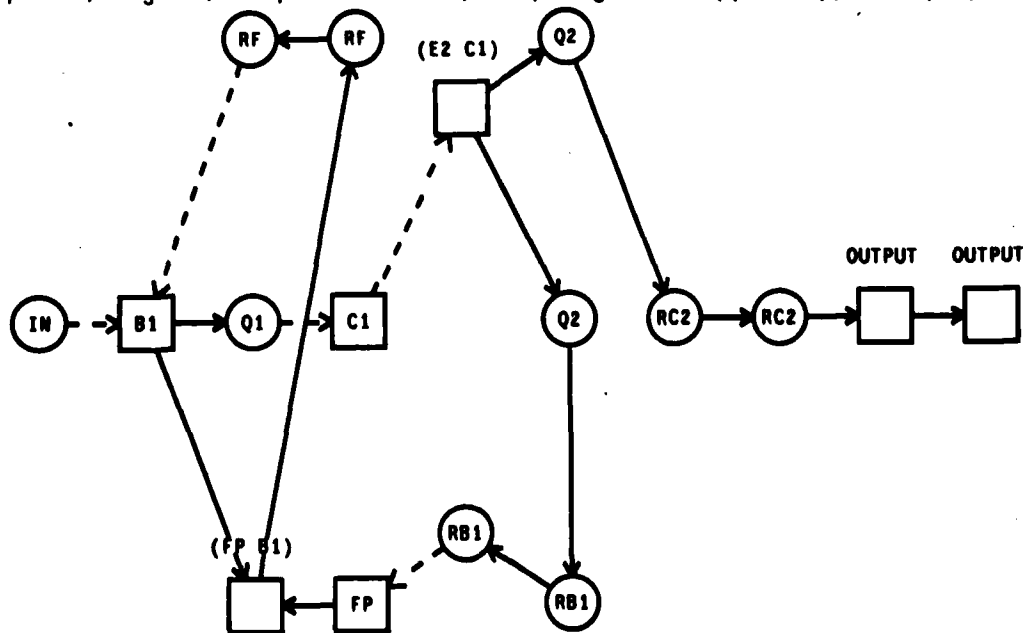 RF
RF
(E2 C1)
Q2
OUTPUT
OUTPUT
IN
B1
Q1
C1
Q2
RC2
RC2
(FP B1)
RB1
FP
RB1